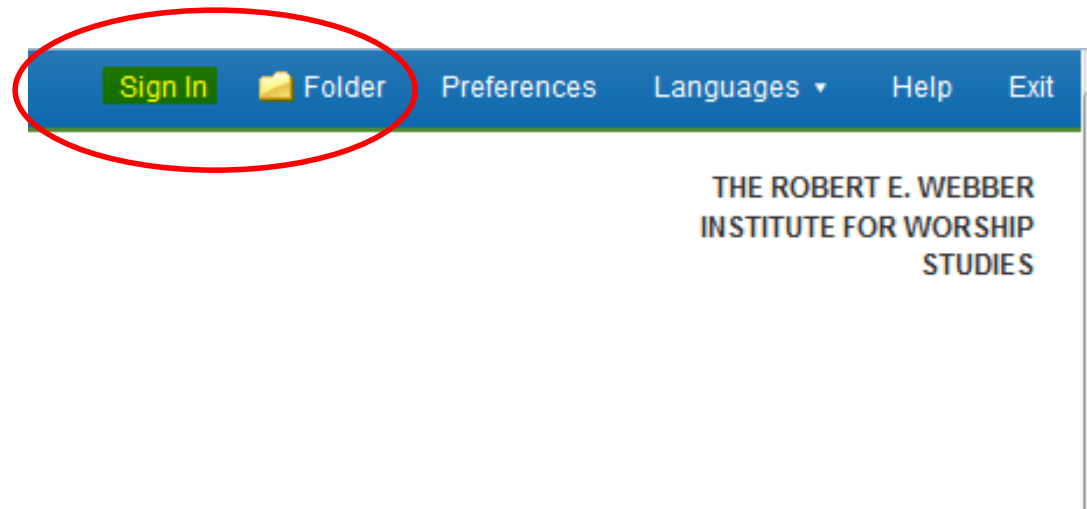 Sign In Folder Preferences Languages ▾ Help Exit
THE ROBERT E. WEBBER
INSTITUTE FOR WORSHIP
STUDIES